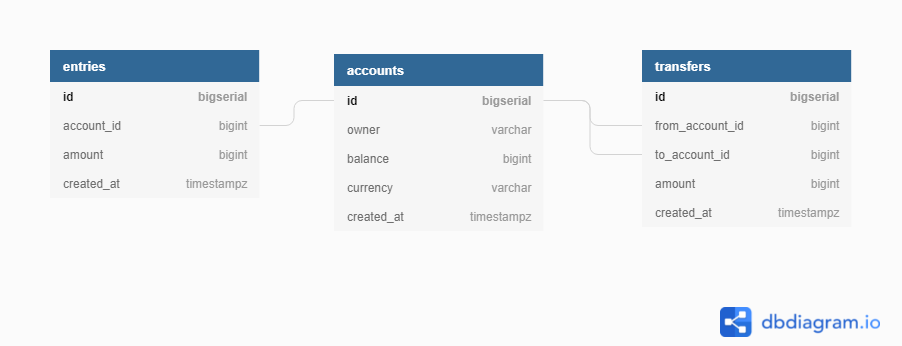 entries
id bigserial
account_id bigint
amount bigint
created_at timestampz
accounts
id bigserial
owner varchar
balance bigint
currency varchar
created_at timestampz
transfers
id bigserial
from_account_id bigint
to_account_id bigint
amount bigint
created_at timestampz
dbdiagram.io